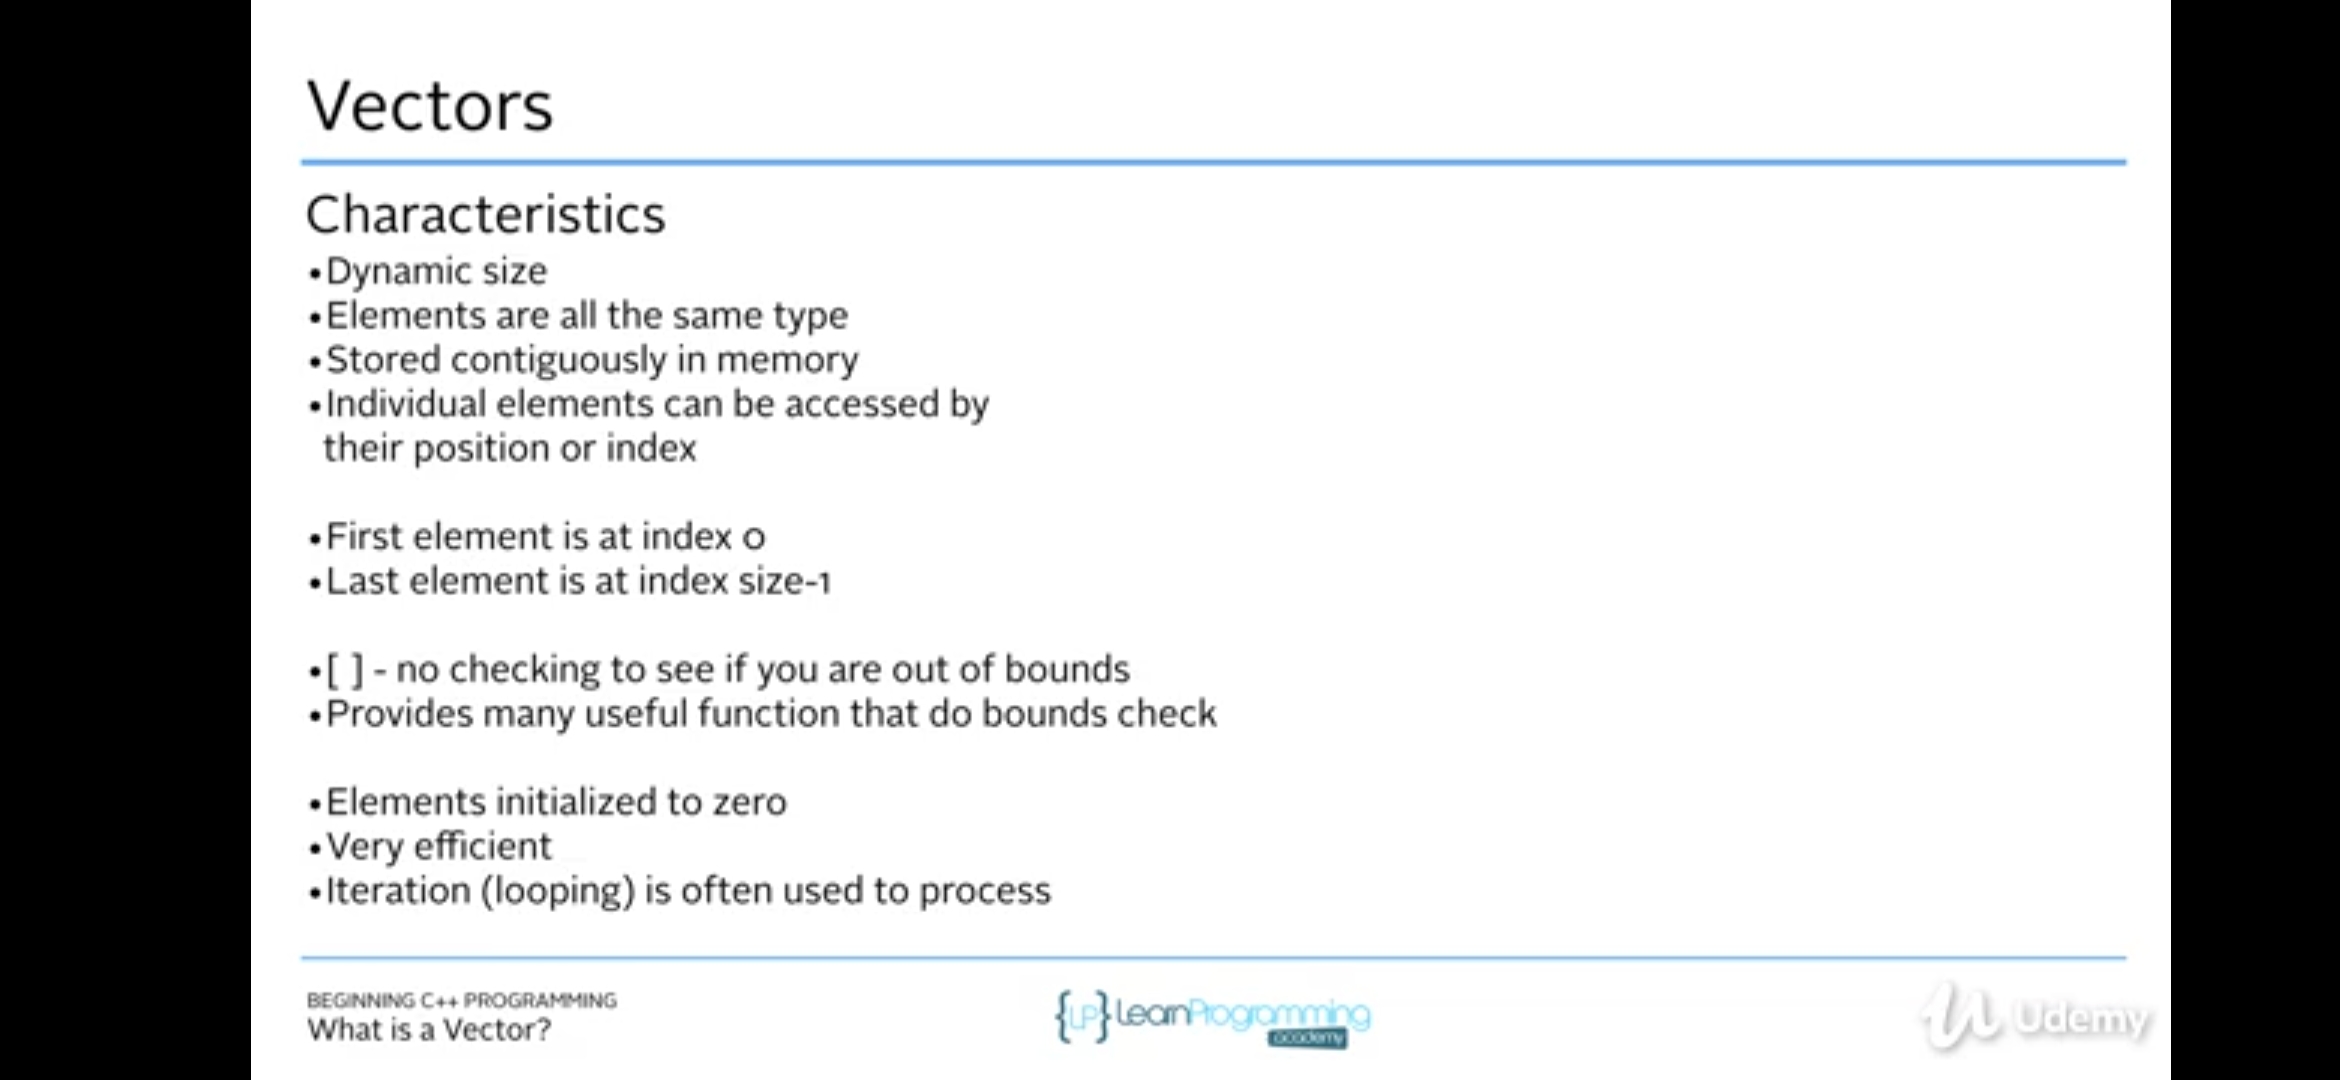 Vectors
Characteristics
•Dynamic size
•Elements are all the same type
•Stored contiguously in memory
•Individual elements can be accessed by
their position or index
•First element is at index 0
•Last element is at index size-1
•[ ] - no checking to see if you are out of bounds
•Provides many useful function that do bounds check
•Elements initialized to zero
•Very efficient
•Iteration (looping) is often used to process
BEGINNING C++ PROGRAMMING
What is a Vector?
{LP} LearnProgramming
academy
Udemy